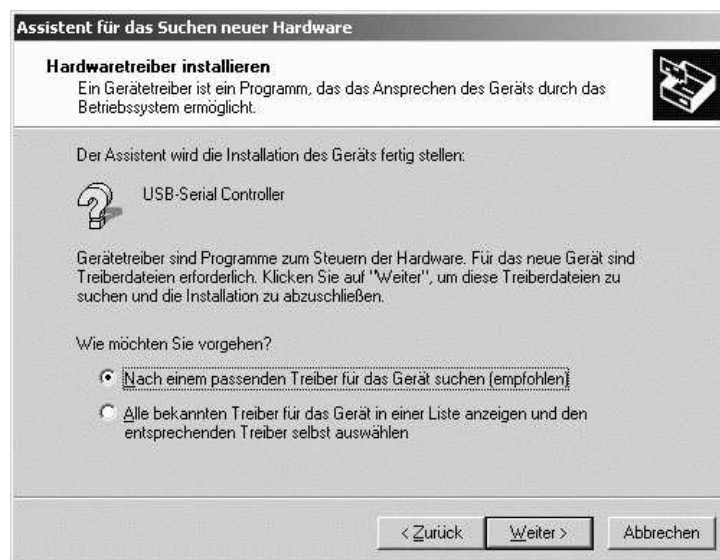 Assistent für das Suchen neuer Hardware
Hardwaretreiber installieren
Ein Gerätetreiber ist ein Programm, das das Ansprechen des Geräts durch das
Betriebssystem ermöglicht.
Der Assistent wird die Installation des Geräts fertig stellen:
USB-Serial Controller
Gerätetreiber sind Programme zum Steuern der Hardware. Für das neue Gerät sind
Treiberdateien erforderlich. Klicken Sie auf "Weiter", um diese Treiberdateien zu
suchen und die Installation zu abzuschließen.
Wie möchten Sie vorgehen?
Nach einem passenden Treiber für das Gerät suchen (empfohlen)
Alle bekannten Treiber für das Gerät in einer Liste anzeigen und den
entsprechenden Treiber selbst auswählen
< Zurück Weiter > Abbrechen